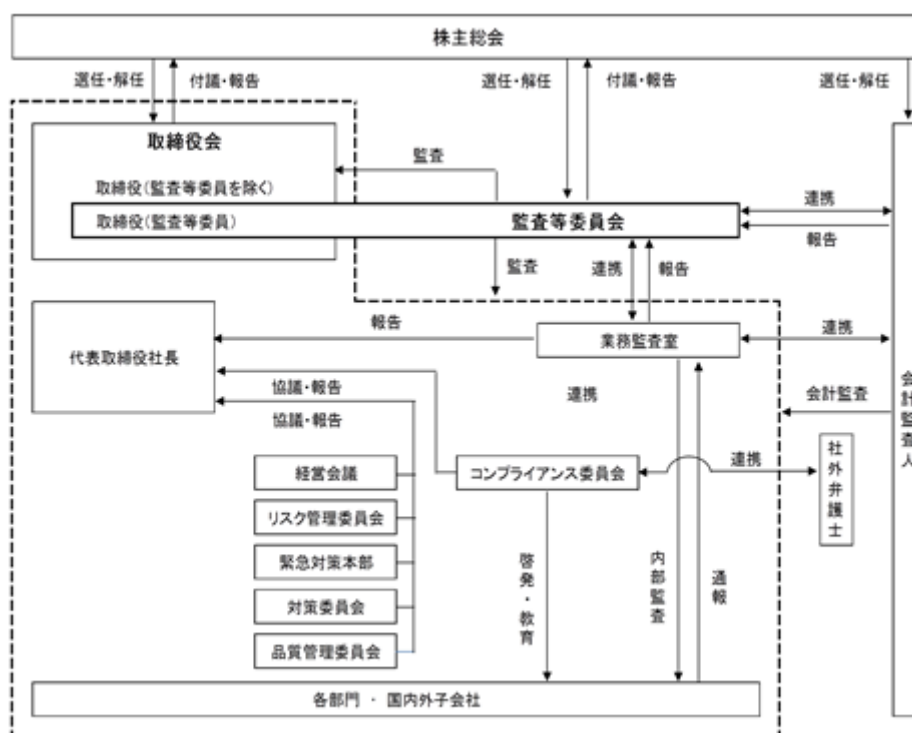 株主総会
選任・解任
付議・報告
選任・解任
付議・報告
選任・解任
取締役会
監査
取締役(監査等委員を除く)
取締役(監査等委員)
監査等委員会
連携
報告
監査
連携
報告
代表取締役社長
報告
業務監査室
連携
協議・報告
連携
会計監査
協議・報告
会計監査人
社外弁護士
経営会議
コンプライアンス委員会
連携
リスク管理委員会
緊急対策本部
対策委員会
品質管理委員会
啓発・教育
内部監査
通報
各部門 ・ 国内外子会社